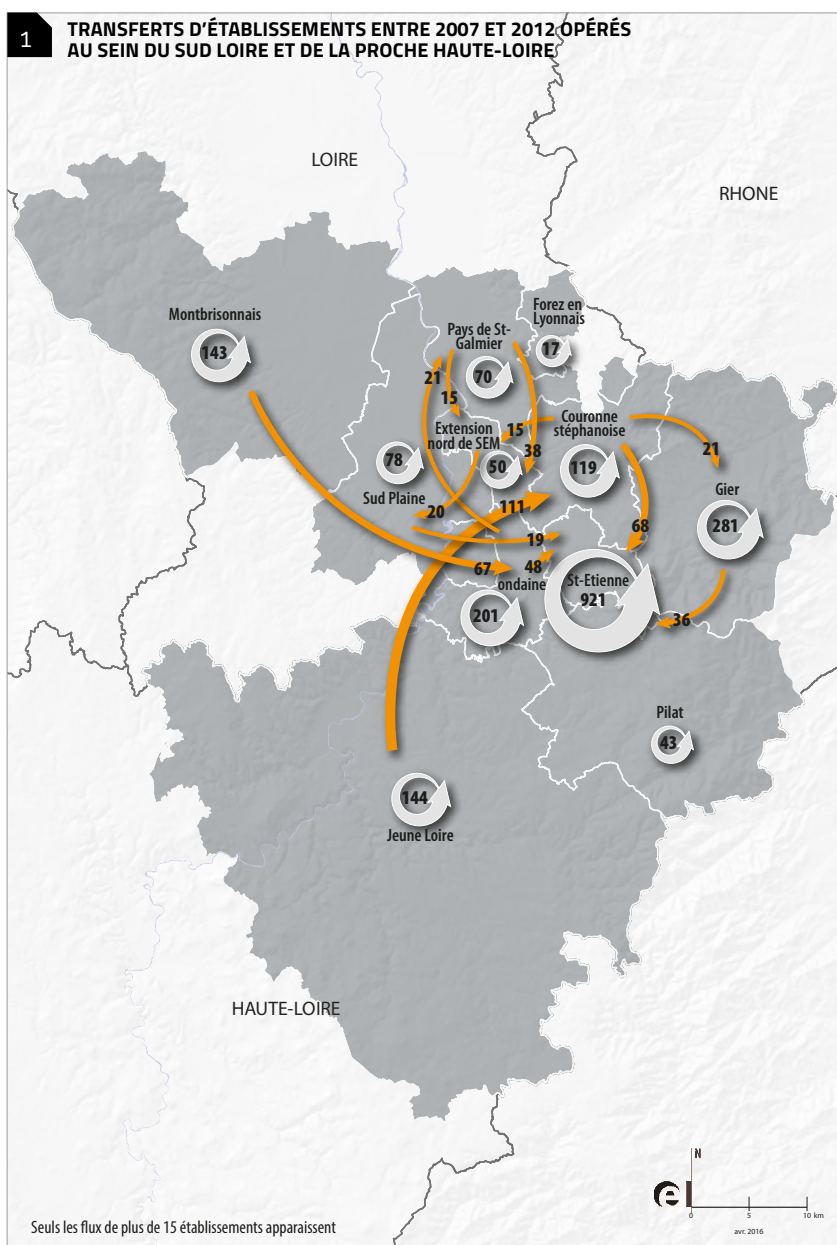 1
TRANSFERTS D'ÉTABLISSEMENTS ENTRE 2007 ET 2012 OPÉRÉS
AU SEIN DU SUD LOIRE ET DE LA PROCHE HAUTE-LOIRE
LOIRE
RHONE
Montbrisonnais
143
Forez en
Lyonnais
17
Pays de St-
Galmier
70
21
15
Extension
nord de SEM
50
15
38
Couronne
stéphanoise
119
21
78
Sud Plaine
Gier
281
111
20
68
19
67
48
ondaine
201
St-Etienne
921
36
Pilat
43
144
Jeune Loire
HAUTE-LOIRE
N
el
0 5 10 km
avr. 2016
Seuls les flux de plus de 15 établissements apparaissent